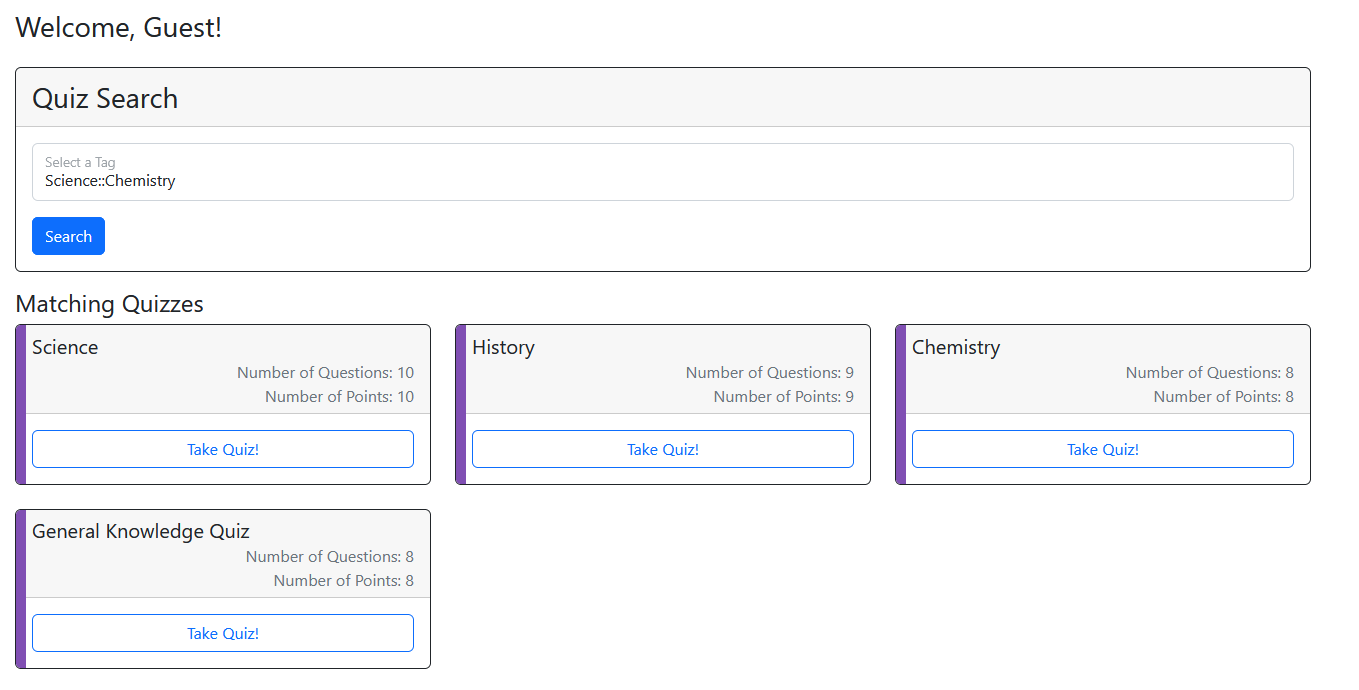 Welcome, Guest!
Quiz Search
Select a Tag
Science::Chemistry
Search
Matching Quizzes
Science
Number of Questions: 10
Number of Points: 10
Take Quiz!
History
Number of Questions: 9
Number of Points: 9
Take Quiz!
Chemistry
Number of Questions: 8
Number of Points: 8
Take Quiz!
General Knowledge Quiz
Number of Questions: 8
Number of Points: 8
Take Quiz!